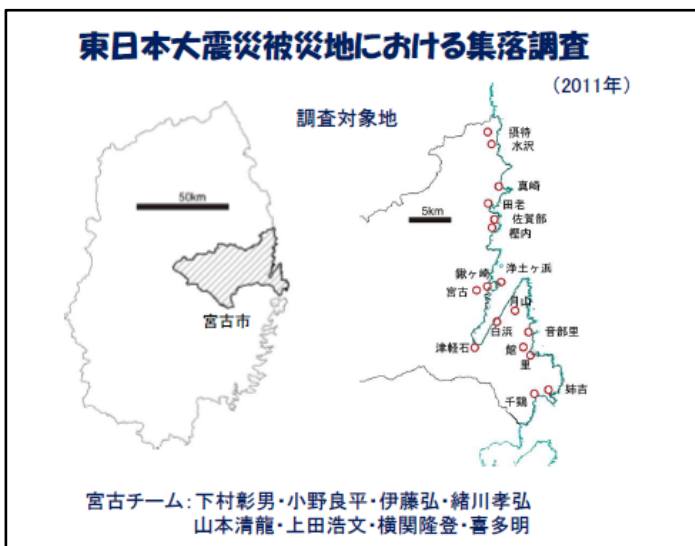 東日本大震災被災地における集落調査
（2011年）
調査対象地
50km
宮古市
5km
摂待
水沢
真崎
田老
佐賀部
樫内
鍬ヶ崎
浄土ヶ浜
宮古
月山
白浜
音部里
津軽石
館
里
姉吉
千鶏
宮古チーム：下村彰男・小野良平・伊藤弘・緒川孝弘
山本清龍・上田浩文・横関隆登・喜多明